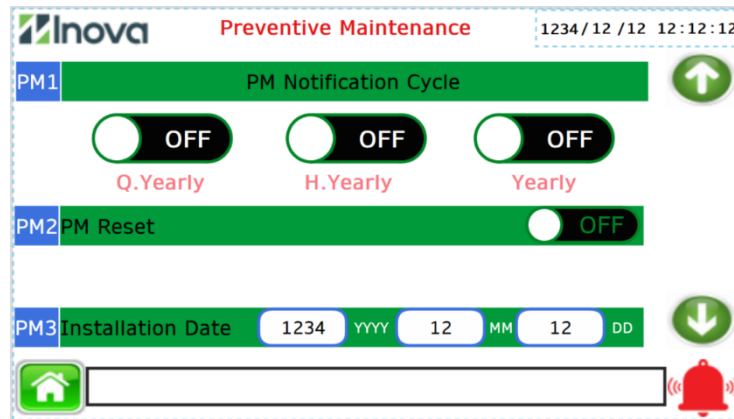 Inova Preventive Maintenance 1234/12/12 12:12:12
PM1 PM Notification Cycle
OFF OFF OFF
Q.Yearly H.Yearly Yearly
PM2 PM Reset OFF
PM3 Installation Date 1234 YYYY 12 MM 12 DD